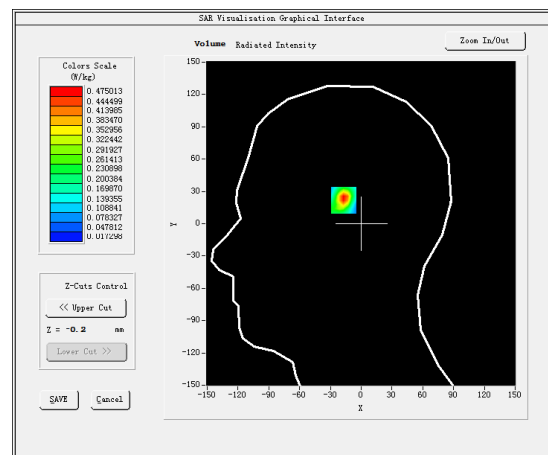 SAR Visualisation Graphical Interface
Volume Radiated Intensity
Zoom In/Out
Colors Scale
(W/kg)
0.475013
0.444499
0.413985
0.383470
0.352956
0.322442
0.291927
0.261413
0.230898
0.200384
0.169870
0.139355
0.108841
0.078327
0.047812
0.017298
Z-Cuts Control
<< Upper Cut
Z = -0.2 mm
Lower Cut >>
SAVE Cancel
150
120
90
60
30
0
-30
-60
-90
-120
-150
Y
-150 -120 -90 -60 -30 0 30 60 90 120 150
X